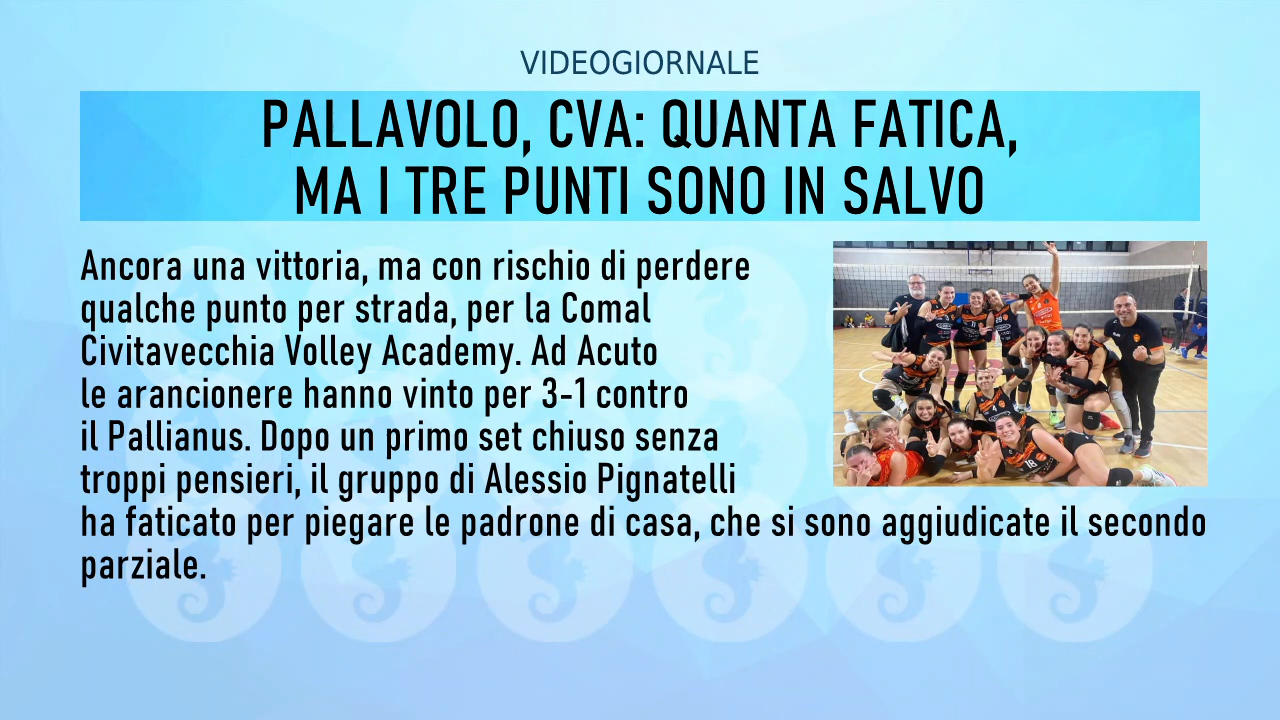 VIDEOGIORNALE
PALLAVOLO, CVA: QUANTA FATICA,
MA I TRE PUNTI SONO IN SALVO
Ancora una vittoria, ma con rischio di perdere
qualche punto per strada, per la Comal
Civitavecchia Volley Academy. Ad Acuto
le arancionere hanno vinto per 3-1 contro
il Pallianus. Dopo un primo set chiuso senza
troppi pensieri, il gruppo di Alessio Pignatelli
ha faticato per piegare le padrone di casa, che si sono aggiudicate il secondo
parziale.